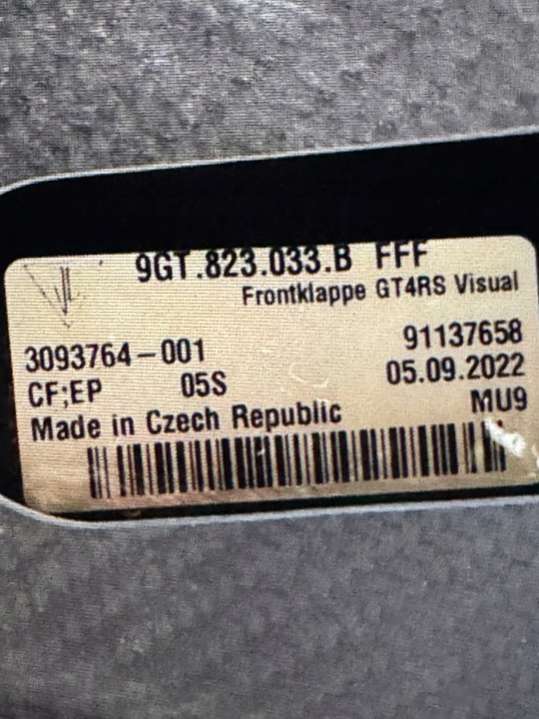 9GT.823.033.B FFF
Frontklappe GT4RS Visual
3093764-001 91137658
CF;EP 05S 05.09.2022
Made in Czech Republic MU9